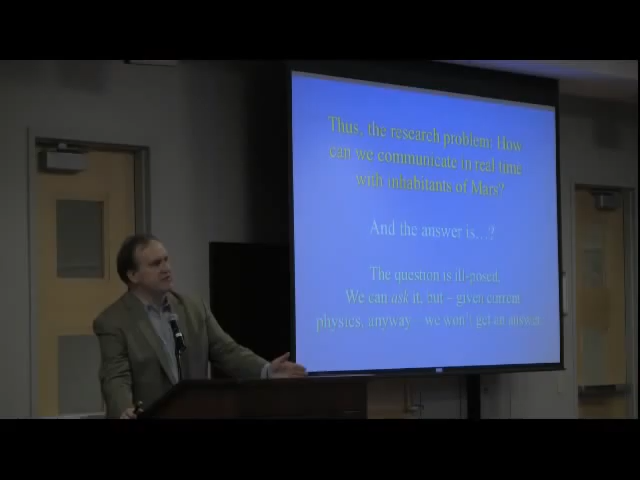 Thus, the research problem: How
can we communicate in real time
with inhabitants of Mars?
And the answer is…?
The question is ill-posed.
We can ask it, but – given current
physics, anyway – we won't get an answer.